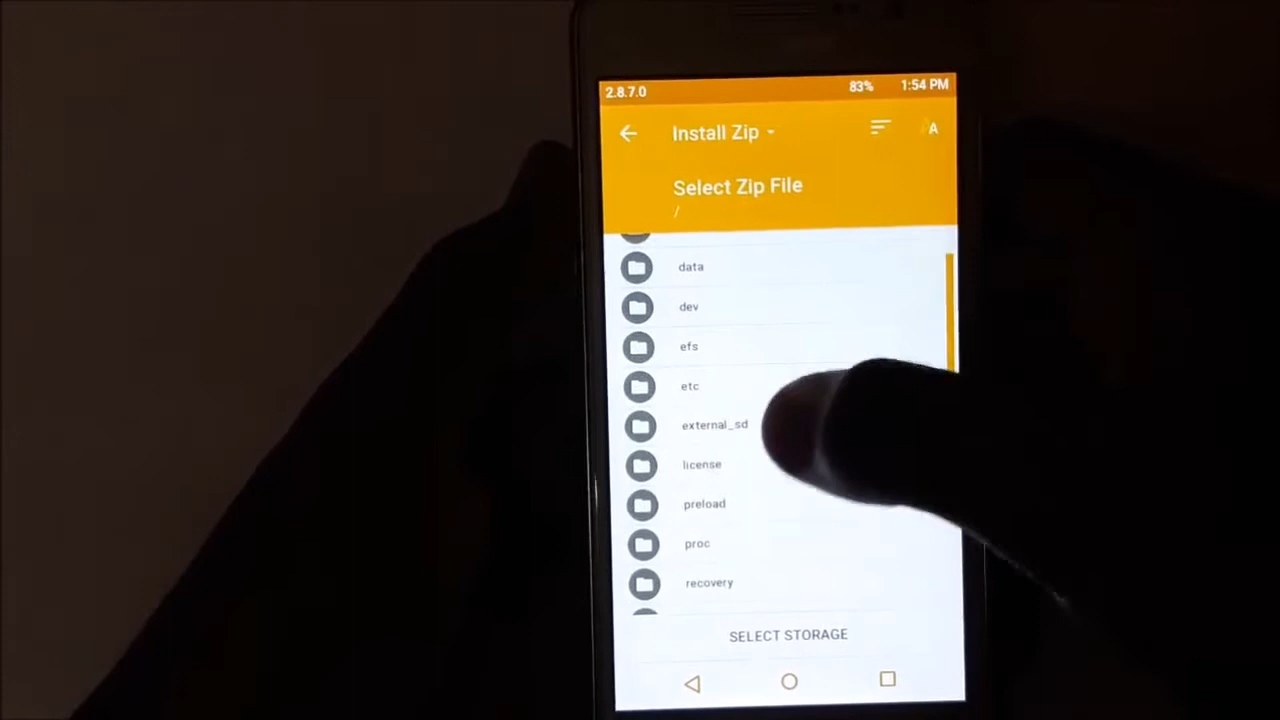 2.8.7.0 83% 1:54 PM
Install Zip
A
Select Zip File
/
data
dev
efs
etc
external_sd
license
preload
proc
recovery
SELECT STORAGE